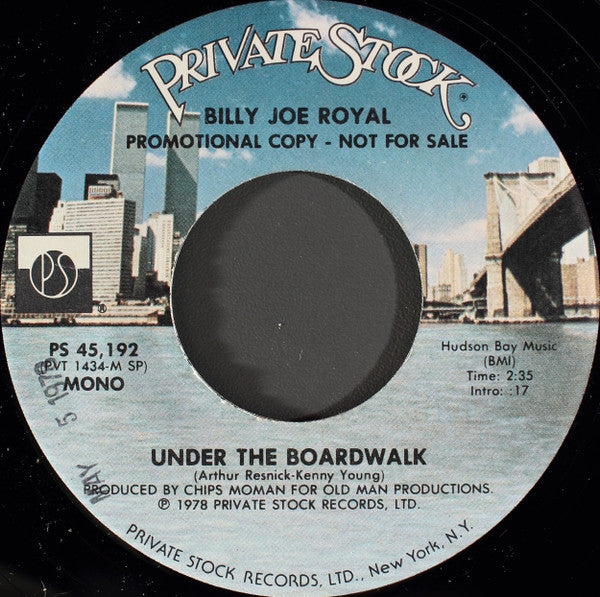 PRIVATE STOCK
BILLY JOE ROYAL
PROMOTIONAL COPY - NOT FOR SALE
PS
®
PS 45,192
(PVT 1434-M SP)
MONO
MAY 5 1978
Hudson Bay Music
(BMI)
Time: 2:35
Intro: :17
UNDER THE BOARDWALK
(Arthur Resnick-Kenny Young)
PRODUCED BY CHIPS MOMAN FOR OLD MAN PRODUCTIONS.
℗ 1978 PRIVATE STOCK RECORDS, LTD.
PRIVATE STOCK RECORDS, LTD., New York, N.Y.